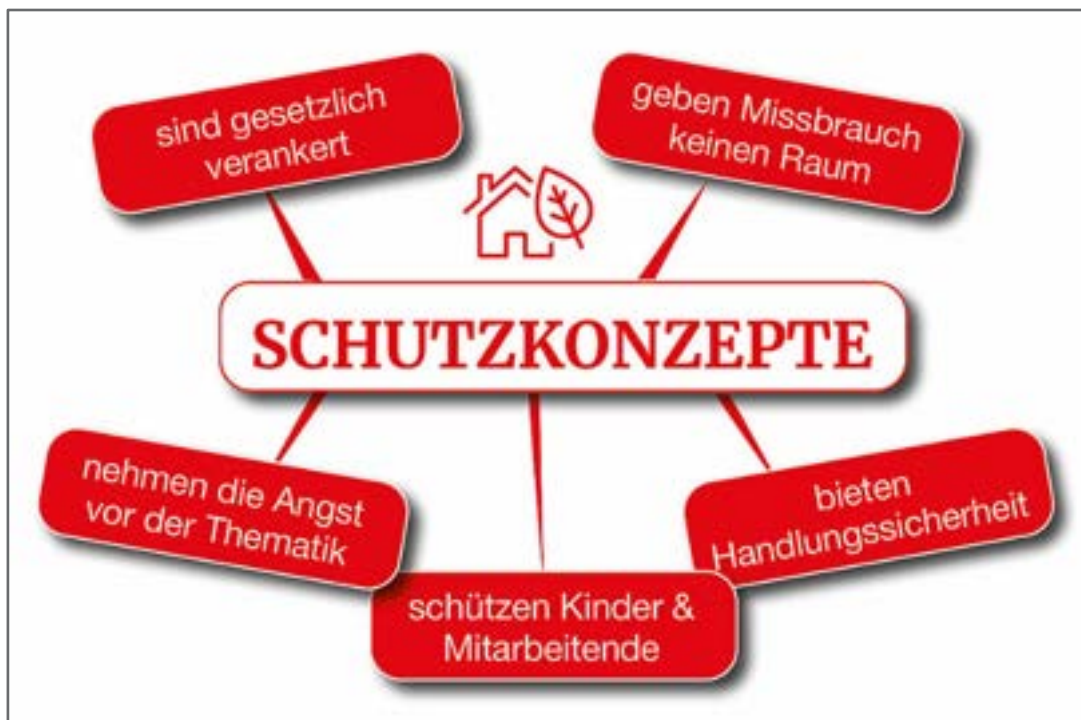 sind gesetzlich
verankert
geben Missbrauch
keinen Raum
SCHUTZKONZEPTE
nehmen die Angst
vor der Thematik
schützen Kinder &
Mitarbeitende
bieten
Handlungssicherheit